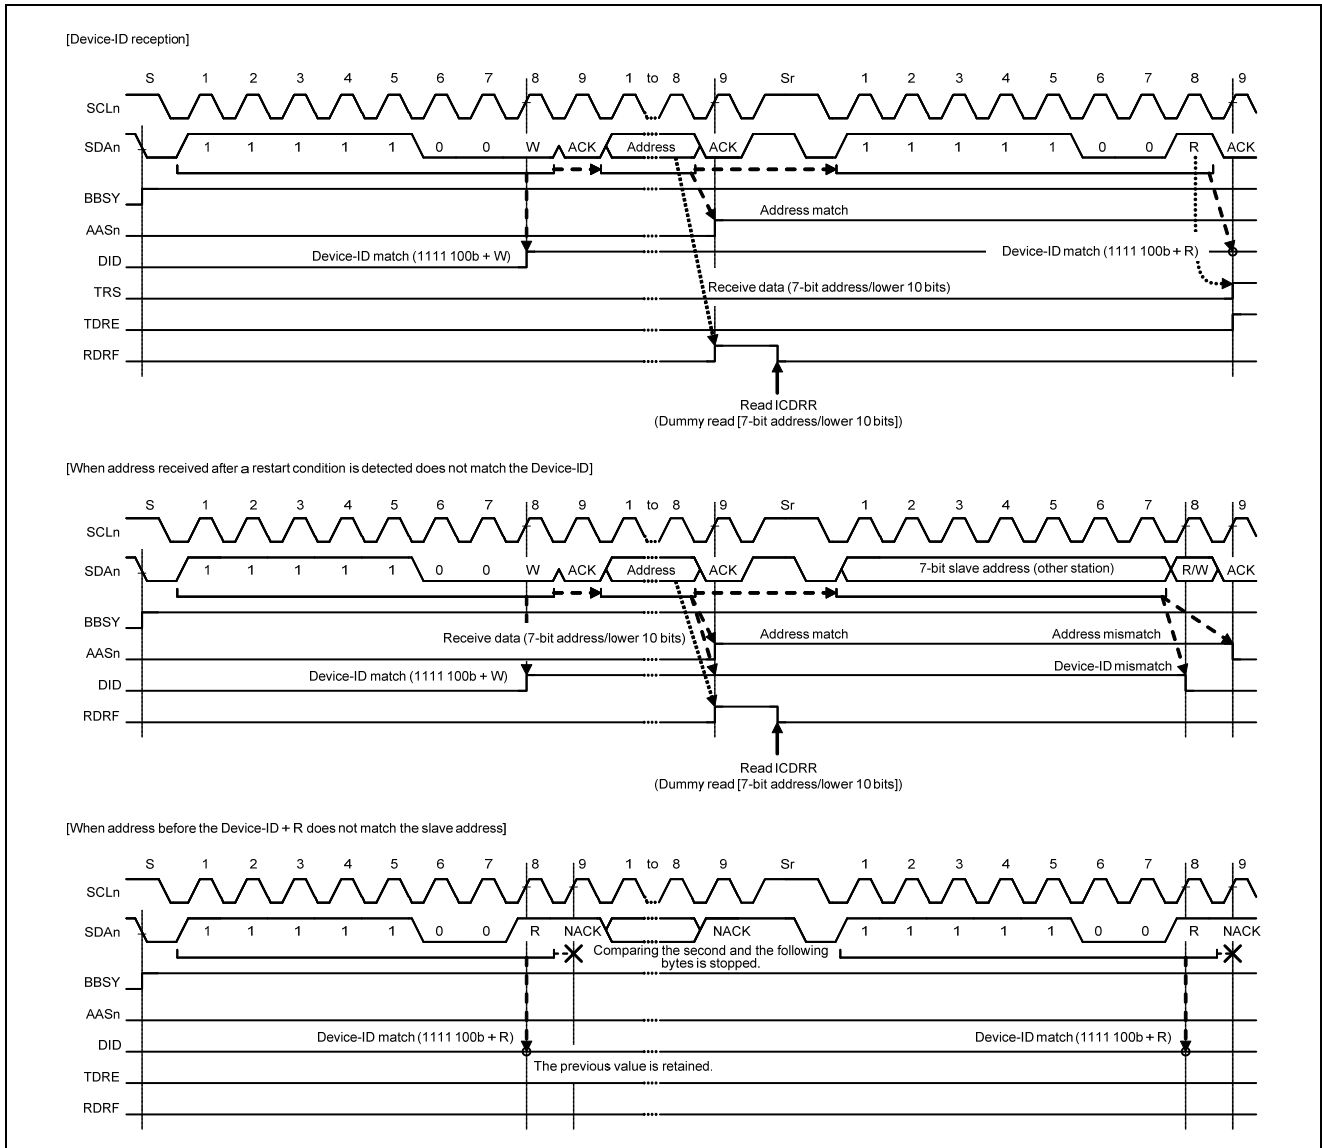 [Device-ID reception]
S 1 2 3 4 5 6 7 8 9 1 to 8 9 Sr 1 2 3 4 5 6 7 8 9
SCLn
SDAn 1 1 1 1 1 0 0 W ACK Address ACK 1 1 1 1 1 0 0 R ACK
BBSY
Address match
AASn
Device-ID match (1111 100b + W) Device-ID match (1111 100b + R)
DID
Receive data (7-bit address/lower 10 bits)
TRS
TDRE
RDRF
Read ICDRR
(Dummy read [7-bit address/lower 10 bits])
[When address received after a restart condition is detected does not match the Device-ID]
S 1 2 3 4 5 6 7 8 9 1 to 8 9 Sr 1 2 3 4 5 6 7 8 9
SCLn
SDAn 1 1 1 1 1 0 0 W ACK Address ACK 7-bit slave address (other station) R/W ACK
BBSY
Receive data (7-bit address/lower 10 bits) Address match Address mismatch
AASn
Device-ID match (1111 100b + W) Device-ID mismatch
DID
RDRF
Read ICDRR
(Dummy read [7-bit address/lower 10 bits])
[When address before the Device-ID + R does not match the slave address]
S 1 2 3 4 5 6 7 8 9 1 to 8 9 Sr 1 2 3 4 5 6 7 8 9
SCLn
SDAn 1 1 1 1 1 0 0 R NACK NACK 1 1 1 1 1 0 0 R NACK
Comparing the second and the following
bytes is stopped.
BBSY
AASn
Device-ID match (1111 100b + R) Device-ID match (1111 100b + R)
DID
The previous value is retained.
TDRE
RDRF